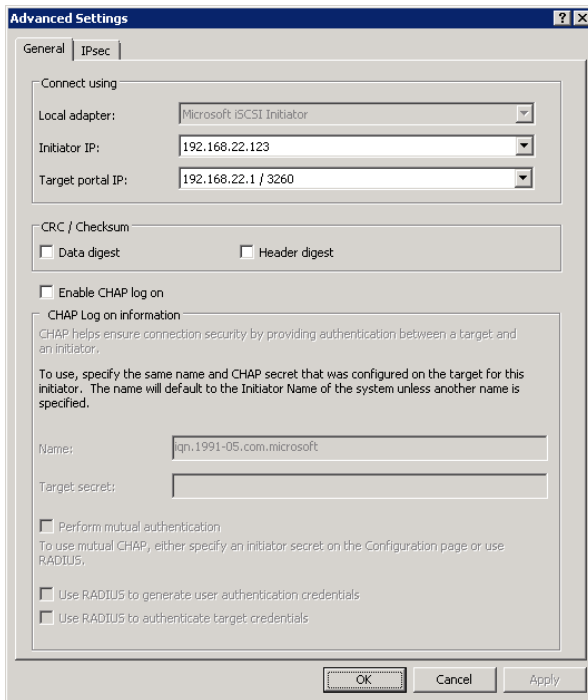 Advanced Settings
General IPsec
Connect using
Local adapter: Microsoft iSCSI Initiator
Initiator IP: 192.168.22.123
Target portal IP: 192.168.22.1 / 3260
CRC / Checksum
Data digest Header digest
Enable CHAP log on
CHAP Log on information
CHAP helps ensure connection security by providing authentication between a target and
an initiator.
To use, specify the same name and CHAP secret that was configured on the target for this
initiator. The name will default to the Initiator Name of the system unless another name is
specified.
Name: iqn.1991-05.com.microsoft
Target secret:
Perform mutual authentication
To use mutual CHAP, either specify an initiator secret on the Configuration page or use
RADIUS.
Use RADIUS to generate user authentication credentials
Use RADIUS to authenticate target credentials
OK Cancel Apply